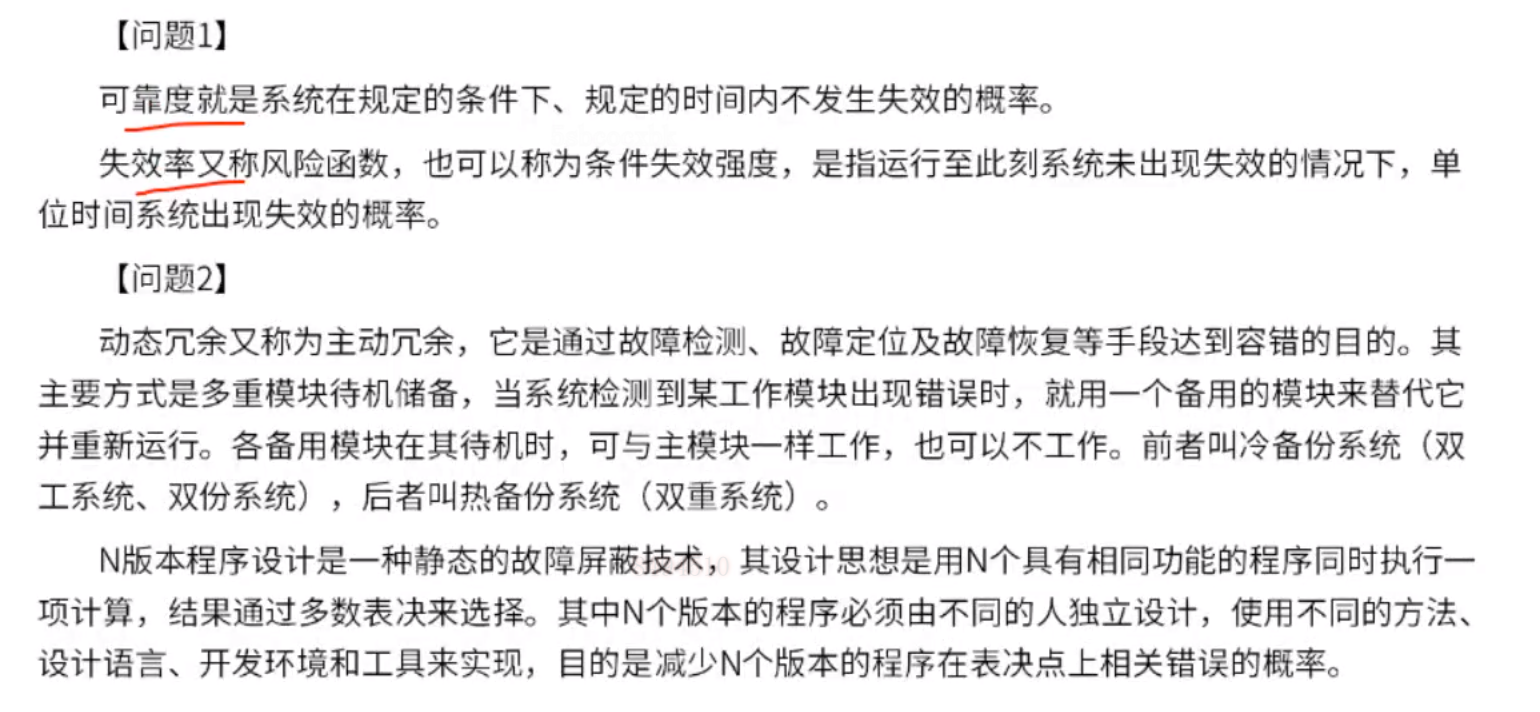 【问题1】
可靠度就是系统在规定的条件下、规定的时间内不发生失效的概率。
失效率又称风险函数，也可以称为条件失效强度，是指运行至此刻系统未出现失效的情况下，单
位时间系统出现失效的概率。
【问题2】
动态冗余又称为主动冗余，它是通过故障检测、故障定位及故障恢复等手段达到容错的目的。其
主要方式是多重模块待机储备，当系统检测到某工作模块出现错误时，就用一个备用的模块来替代它
并重新运行。各备用模块在其待机时，可与主模块一样工作，也可以不工作。前者叫冷备份系统（双
工系统、双份系统），后者叫热备份系统（双重系统）。
N版本程序设计是一种静态的故障屏蔽技术，其设计思想是用N个具有相同功能的程序同时执行一
项计算，结果通过多数表决来选择。其中N个版本的程序必须由不同的人独立设计，使用不同的方法、
设计语言、开发环境和工具来实现，目的是减少N个版本的程序在表决点上相关错误的概率。